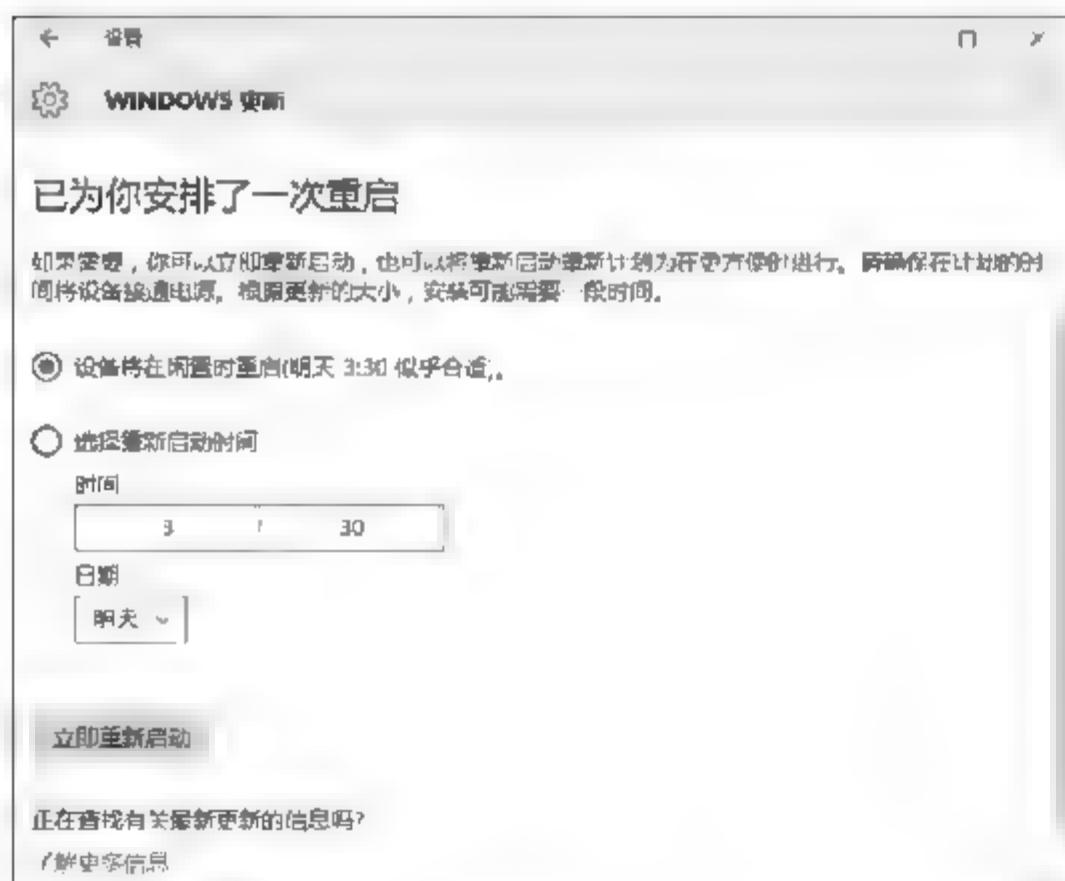 设置
WINDOWS 更新
已为你安排了一次重启
如果需要，你可以立即重新启动，也可以将重新启动重新计划为在更方便时进行。请确保在计划的时
间将设备接通电源。根据更新的大小，安装可能需要一段时间。
设备将在闲置时重启(明天 3:30 似乎合适)。
选择重新启动时间
时间
3 : 30
日期
明天
立即重新启动
正在查找有关最新更新的信息吗?
了解更多信息